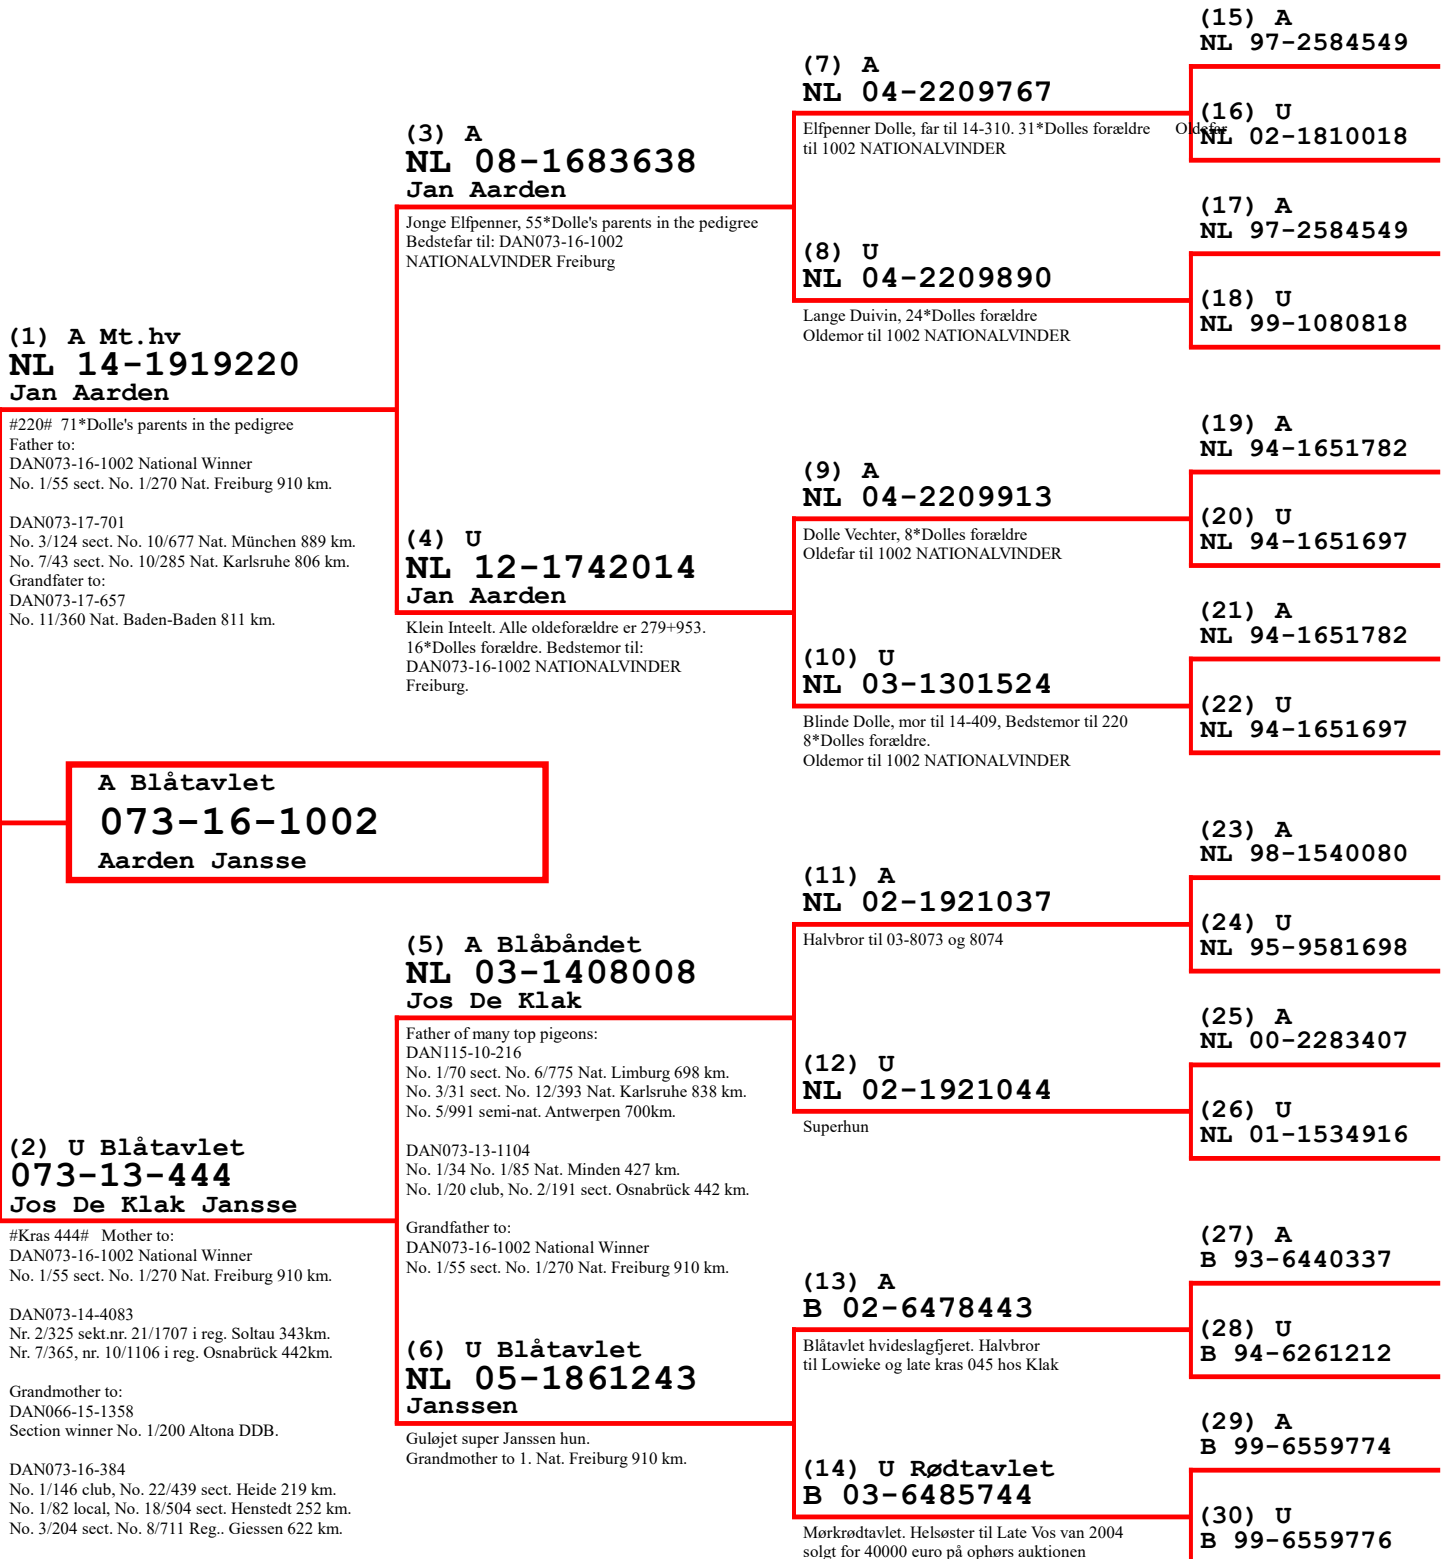 (1) A Mt.hv
NL 14-1919220
Jan Aarden
#220# 71*Dolle's parents in the pedigree
Father to:
DAN073-16-1002 National Winner
No. 1/55 sect. No. 1/270 Nat. Freiburg 910 km.
DAN073-17-701
No. 3/124 sect. No. 10/677 Nat. München 889 km.
No. 7/43 sect. No. 10/285 Nat. Karlsruhe 806 km.
Grandfater to:
DAN073-17-657
No. 11/360 Nat. Baden-Baden 811 km.
A Blåtavlet
073-16-1002
Aarden Jansse
(2) U Blåtavlet
073-13-444
Jos De Klak Jansse
#Kras 444# Mother to:
DAN073-16-1002 National Winner
No. 1/55 sect. No. 1/270 Nat. Freiburg 910 km.
DAN073-14-4083
Nr. 2/325 sekt.nr. 21/1707 i reg. Soltau 343km.
Nr. 7/365, nr. 10/1106 i reg. Osnabrück 442km.
Grandmother to:
DAN066-15-1358
Section winner No. 1/200 Altona DDB.
DAN073-16-384
No. 1/146 club, No. 22/439 sect. Heide 219 km.
No. 1/82 local, No. 18/504 sect. Henstedt 252 km.
No. 3/204 sect. No. 8/711 Reg.. Giessen 622 km.
(3) A
NL 08-1683638
Jan Aarden
Jonge Elfpenner, 55*Dolle's parents in the pedigree
Bedstefar til: DAN073-16-1002
NATIONALVINDER Freiburg
(4) U
NL 12-1742014
Jan Aarden
Klein Inteelt. Alle oldeforældre er 279+953.
16*Dolles forældre. Bedstemor til:
DAN073-16-1002 NATIONALVINDER
Freiburg.
(5) A Blåbåndet
NL 03-1408008
Jos De Klak
Father of many top pigeons:
DAN115-10-216
No. 1/70 sect. No. 6/775 Nat. Limburg 698 km.
No. 3/31 sect. No. 12/393 Nat. Karlsruhe 838 km.
No. 5/991 semi-nat. Antwerpen 700km.
DAN073-13-1104
No. 1/34 No. 1/85 Nat. Minden 427 km.
No. 1/20 club, No. 2/191 sect. Osnabrück 442 km.
Grandfather to:
DAN073-16-1002 National Winner
No. 1/55 sect. No. 1/270 Nat. Freiburg 910 km.
(6) U Blåtavlet
NL 05-1861243
Janssen
Guløjet super Janssen hun.
Grandmother to 1. Nat. Freiburg 910 km.
(7) A
NL 04-2209767
Elfpenner Dolle, far til 14-310. 31*Dolles forældre Oldefar
til 1002 NATIONALVINDER
(8) U
NL 04-2209890
Lange Duivin, 24*Dolles forældre
Oldemor til 1002 NATIONALVINDER
(9) A
NL 04-2209913
Dolle Vechter, 8*Dolles forældre
Oldefar til 1002 NATIONALVINDER
(10) U
NL 03-1301524
Blinde Dolle, mor til 14-409, Bedstemor til 220
8*Dolles forældre.
Oldemor til 1002 NATIONALVINDER
(11) A
NL 02-1921037
Halvbror til 03-8073 og 8074
(12) U
NL 02-1921044
Superhun
(13) A
B 02-6478443
Blåtavlet hvideslagfjeret. Halvbror
til Lowieke og late kras 045 hos Klak
(14) U Rødtavlet
B 03-6485744
Mørkrødtavlet. Helsøster til Late Vos van 2004
solgt for 40000 euro på ophørs auktionen
(15) A
NL 97-2584549
(16) U
NL 02-1810018
(17) A
NL 97-2584549
(18) U
NL 99-1080818
(19) A
NL 94-1651782
(20) U
NL 94-1651697
(21) A
NL 94-1651782
(22) U
NL 94-1651697
(23) A
NL 98-1540080
(24) U
NL 95-9581698
(25) A
NL 00-2283407
(26) U
NL 01-1534916
(27) A
B 93-6440337
(28) U
B 94-6261212
(29) A
B 99-6559774
(30) U
B 99-6559776